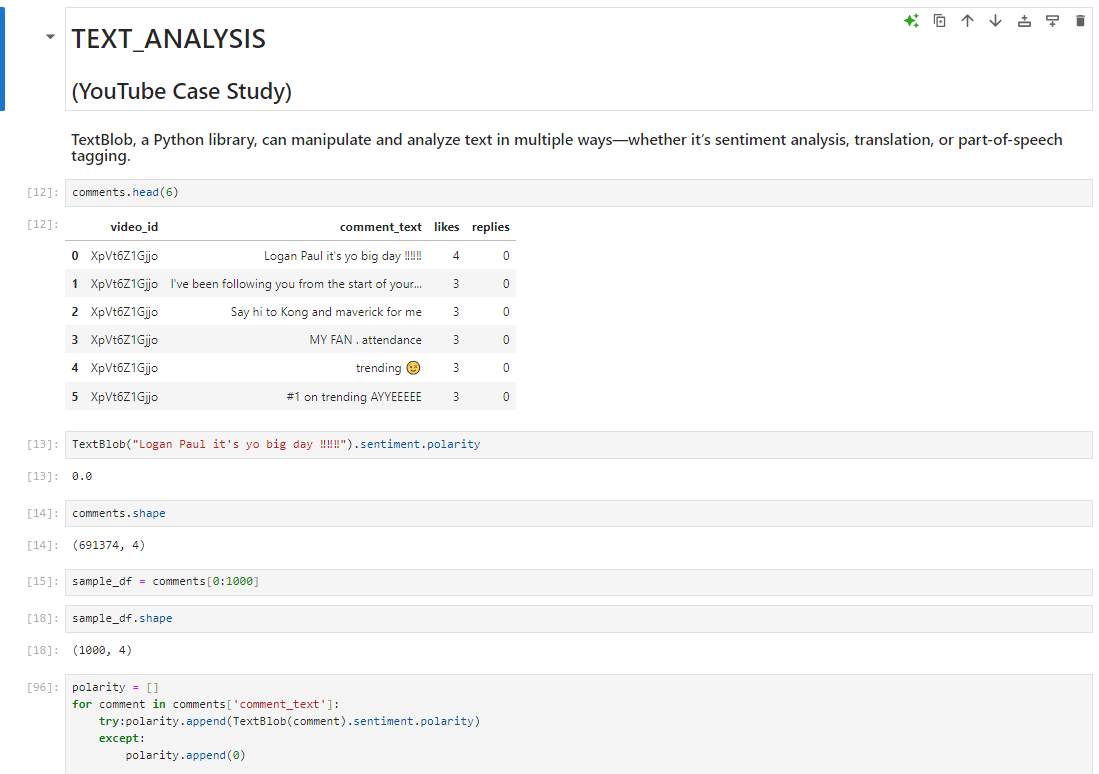 TEXT_ANALYSIS
(YouTube Case Study)
TextBlob, a Python library, can manipulate and analyze text in multiple ways—whether it’s sentiment analysis, translation, or part-of-speech
tagging.
[12]: comments.head(6)
[12]: video_id comment_text likes replies
0 XpVt6Z1Gjjo Logan Paul it's yo big day ‼️‼️‼️ 4 0
1 XpVt6Z1Gjjo I've been following you from the start of your... 3 0
2 XpVt6Z1Gjjo Say hi to Kong and maverick for me 3 0
3 XpVt6Z1Gjjo MY FAN . attendance 3 0
4 XpVt6Z1Gjjo trending 😉 3 0
5 XpVt6Z1Gjjo #1 on trending AYYEEEEE 3 0
[13]: TextBlob("Logan Paul it's yo big day ‼️‼️‼️").sentiment.polarity
[13]: 0.0
[14]: comments.shape
[14]: (691374, 4)
[15]: sample_df = comments[0:1000]
[18]: sample_df.shape
[18]: (1000, 4)
[96]: polarity = []
for comment in comments['comment_text']:
try:polarity.append(TextBlob(comment).sentiment.polarity)
except:
polarity.append(0)